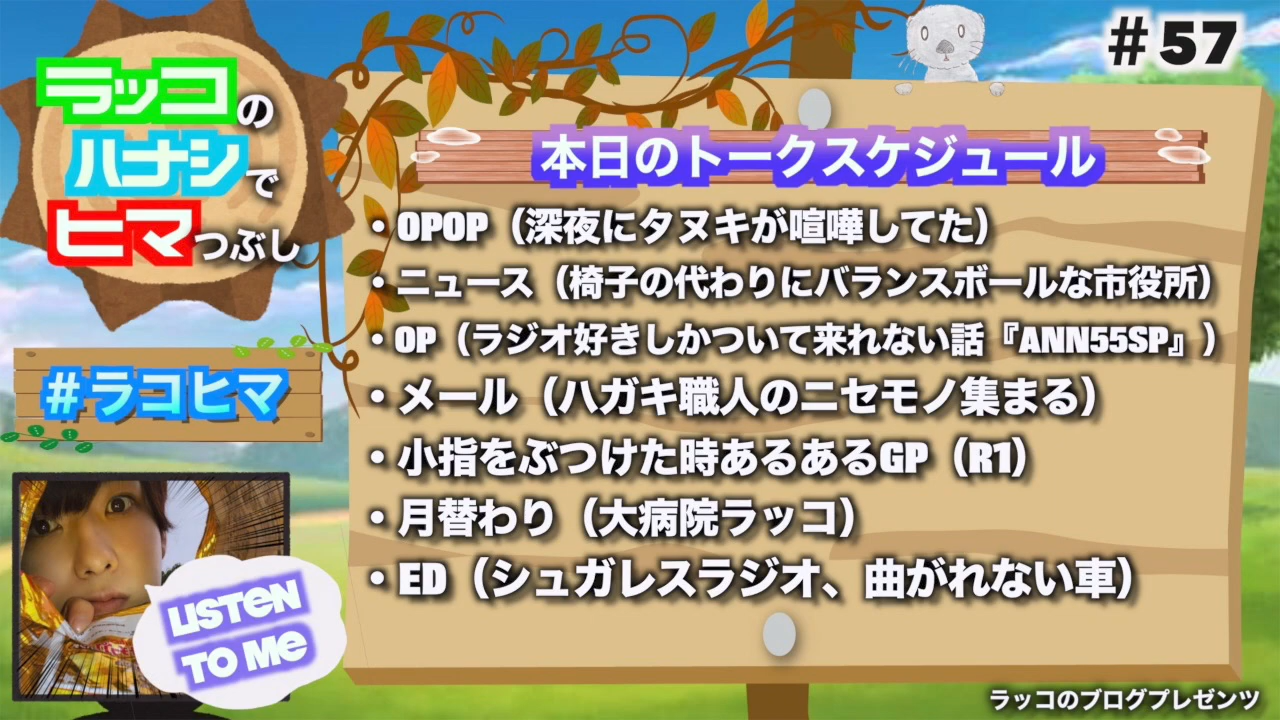 #57
ラッコの
ハナシで
ヒマつぶし
本日のトークスケジュール
・OPOP（深夜にタヌキが喧嘩してた）
・ニュース（椅子の代わりにバランスボールな市役所）
・OP（ラジオ好きしかついて来れない話『ANN55SP』）
・メール（ハガキ職人のニセモノ集まる）
・小指をぶつけた時あるあるGP（R1）
・月替わり（大病院ラッコ）
・ED（シュガレスラジオ、曲がれない車）
#ラコヒマ
LISTEN
TO ME
ラッコのブログプレゼンツ